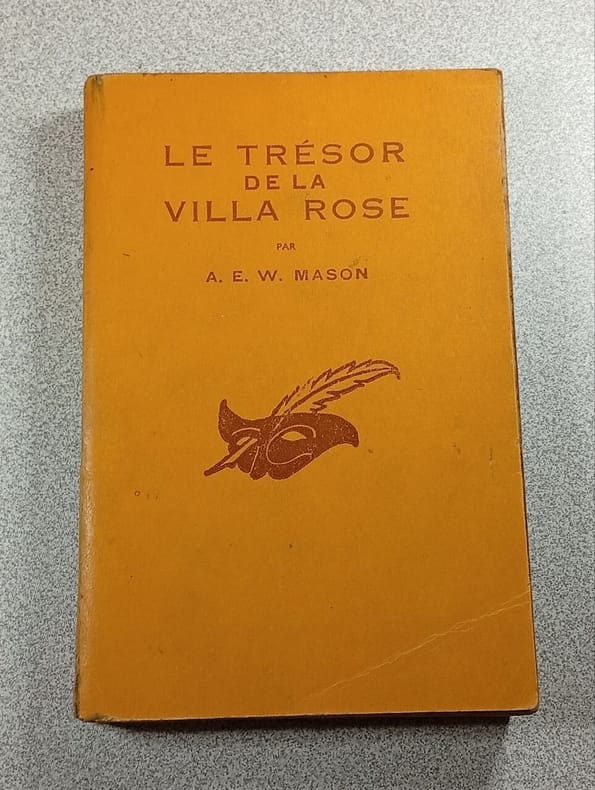 LE TRÉSOR
DE LA
VILLA ROSE
PAR
A. E. W. MASON